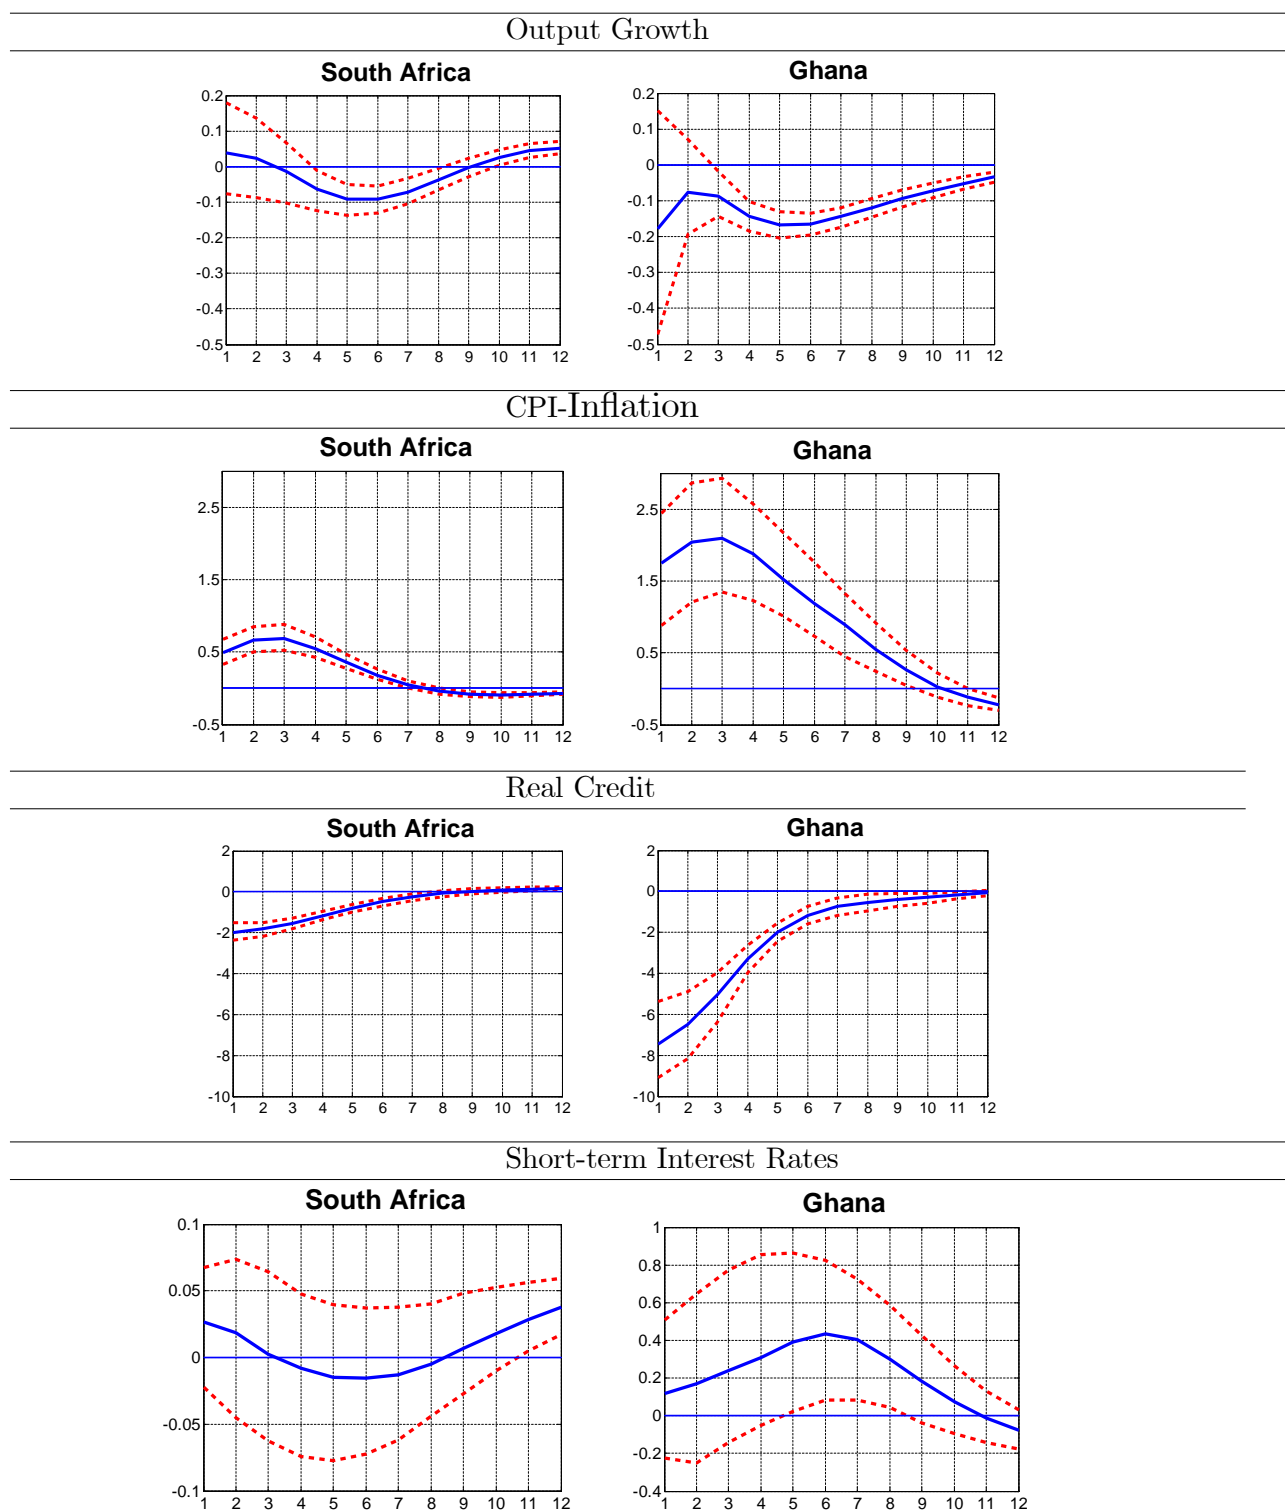 Output Growth
South Africa
0.2
0.1
0
-0.1
-0.2
-0.3
-0.4
-0.5
1 2 3 4 5 6 7 8 9 10 11 12
Ghana
0.2
0.1
0
-0.1
-0.2
-0.3
-0.4
-0.5
1 2 3 4 5 6 7 8 9 10 11 12
CPI-Inflation
South Africa
2.5
1.5
0.5
-0.5
1 2 3 4 5 6 7 8 9 10 11 12
Ghana
2.5
1.5
0.5
-0.5
1 2 3 4 5 6 7 8 9 10 11 12
Real Credit
South Africa
2
0
-2
-4
-6
-8
-10
1 2 3 4 5 6 7 8 9 10 11 12
Ghana
2
0
-2
-4
-6
-8
-10
1 2 3 4 5 6 7 8 9 10 11 12
Short-term Interest Rates
South Africa
0.1
0.05
0
-0.05
-0.1
1 2 3 4 5 6 7 8 9 10 11 12
Ghana
1
0.8
0.6
0.4
0.2
0
-0.2
-0.4
1 2 3 4 5 6 7 8 9 10 11 12